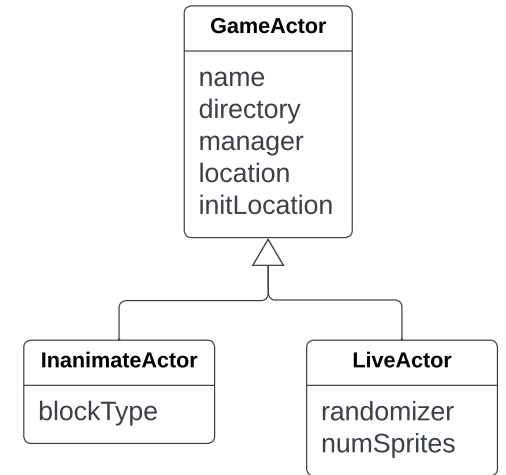 GameActor
name
directory
manager
location
initLocation
InanimateActor
blockType
LiveActor
randomizer
numSprites